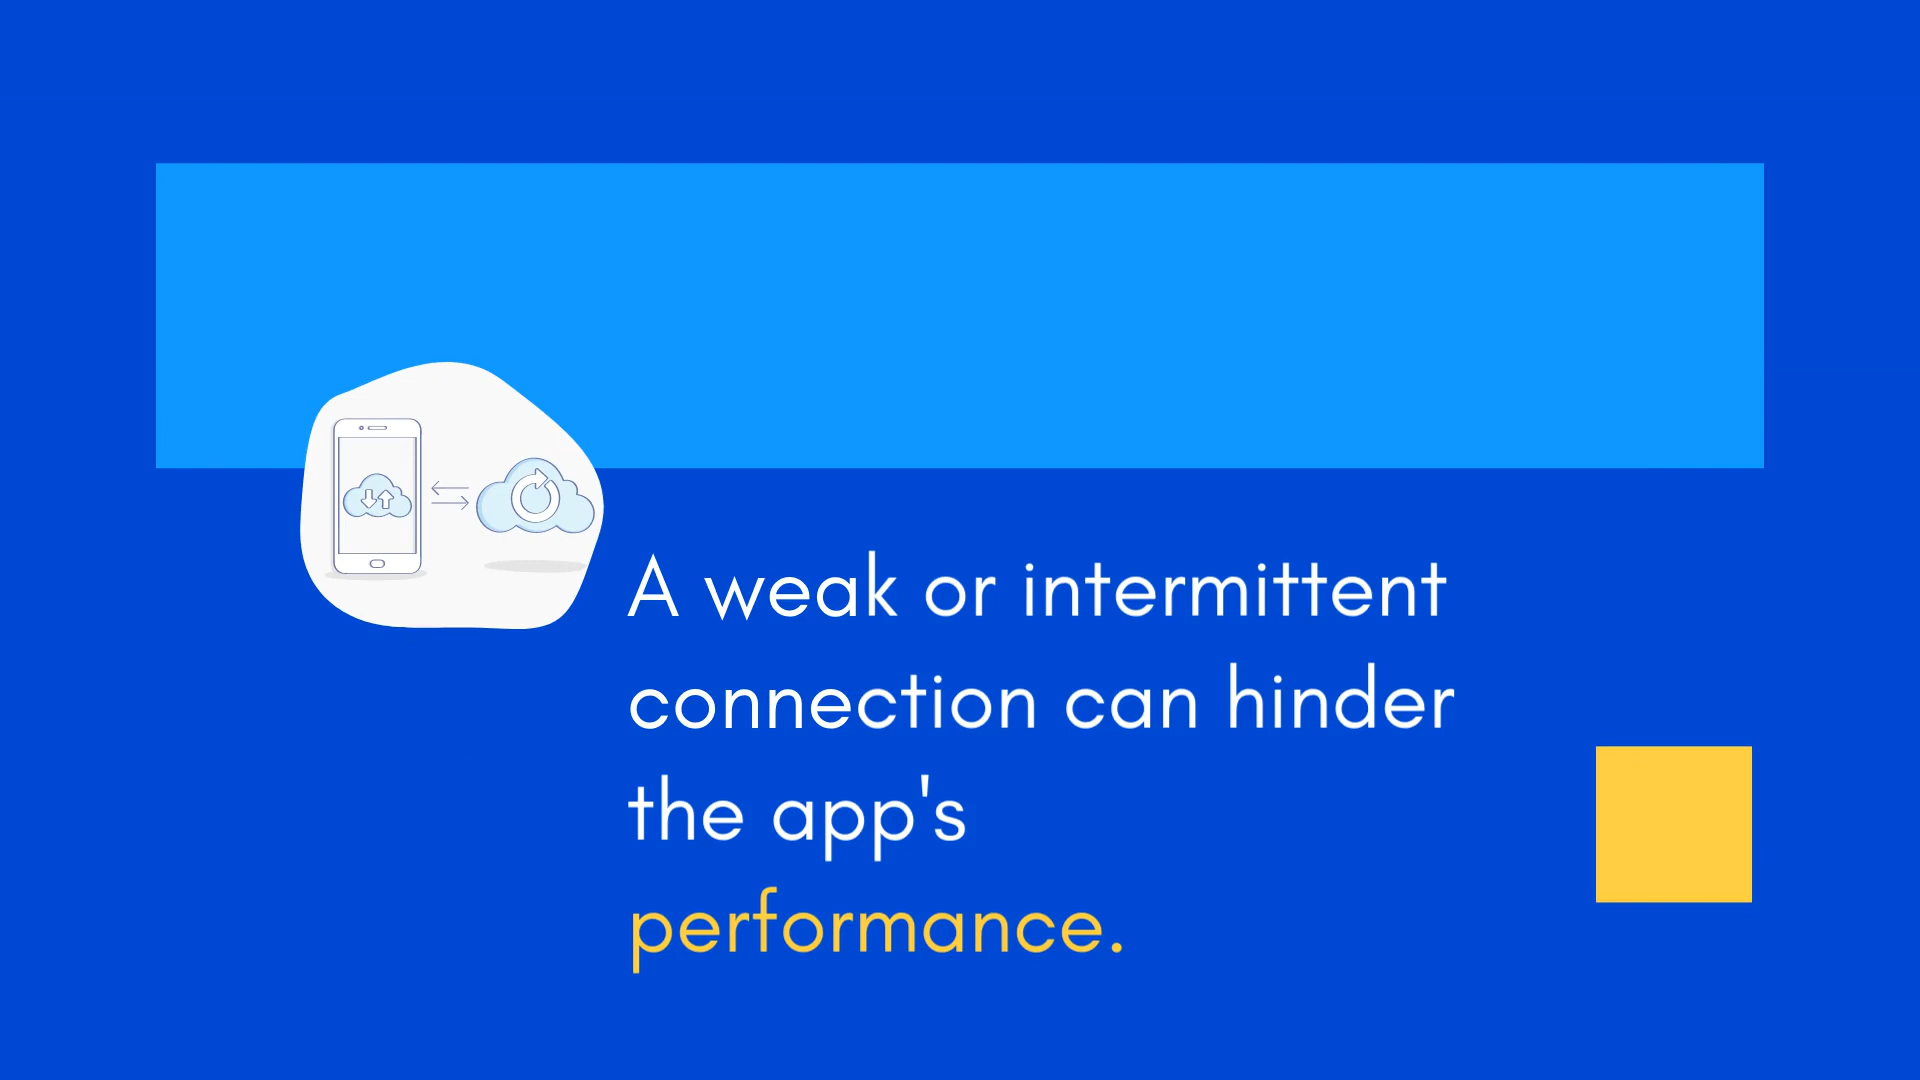 A weak or intermittent
connection can hinder
the app's
performance.